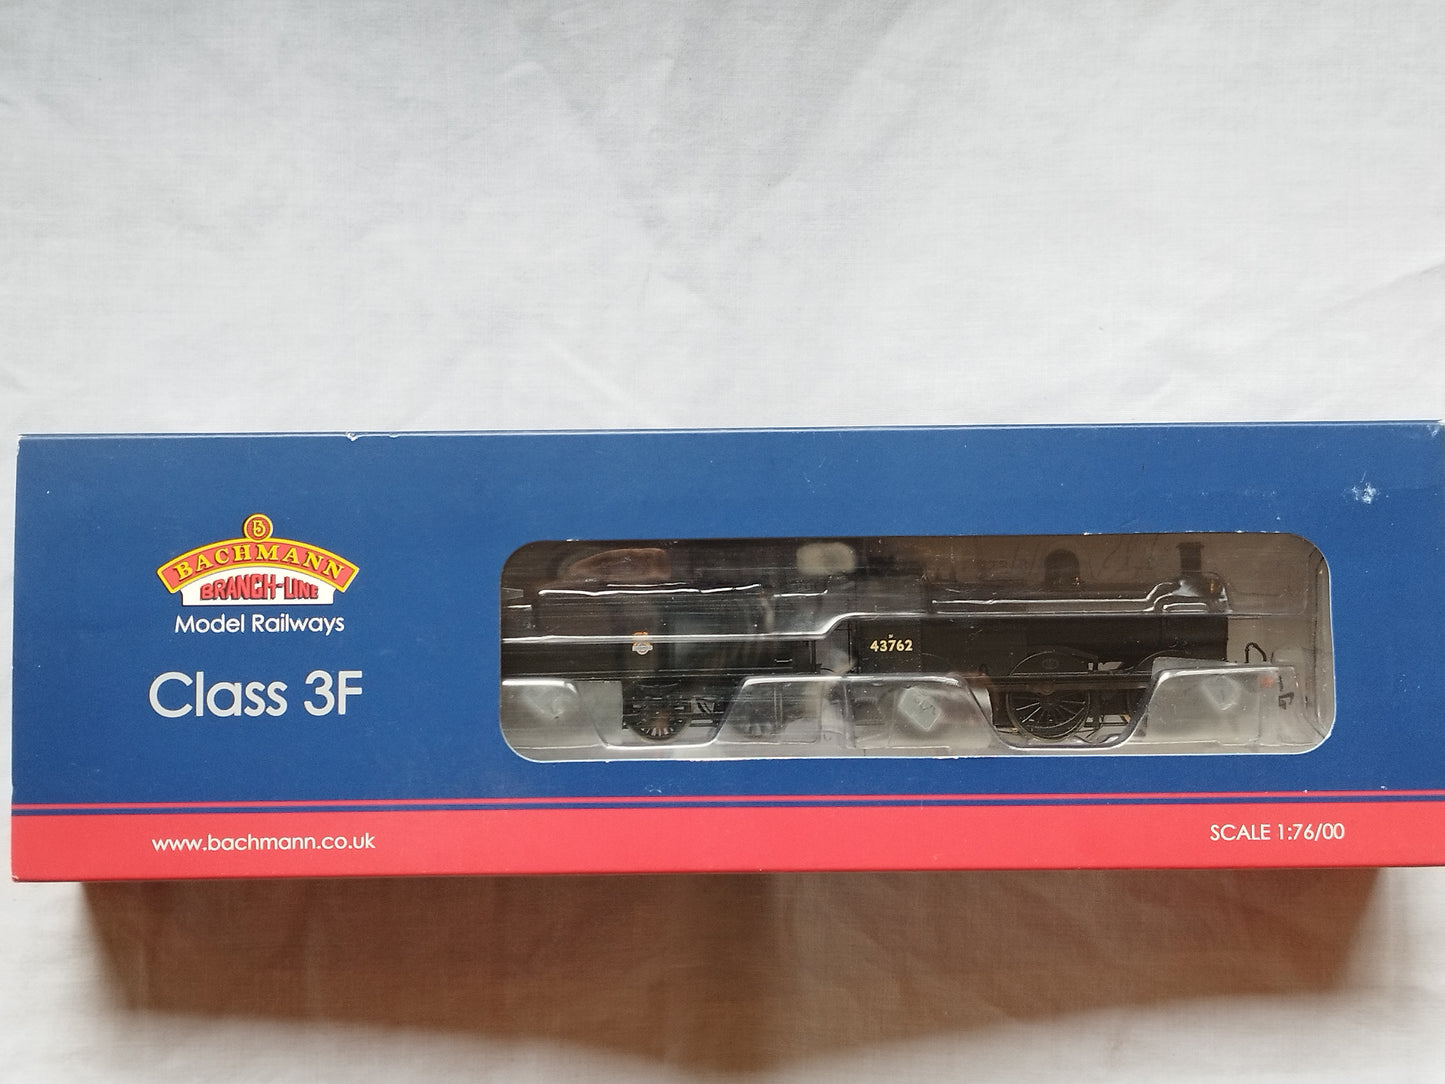 B
BACHMANN
BRANCH-LINE
Model Railways
Class 3F
43762
www.bachmann.co.uk
SCALE 1:76/00